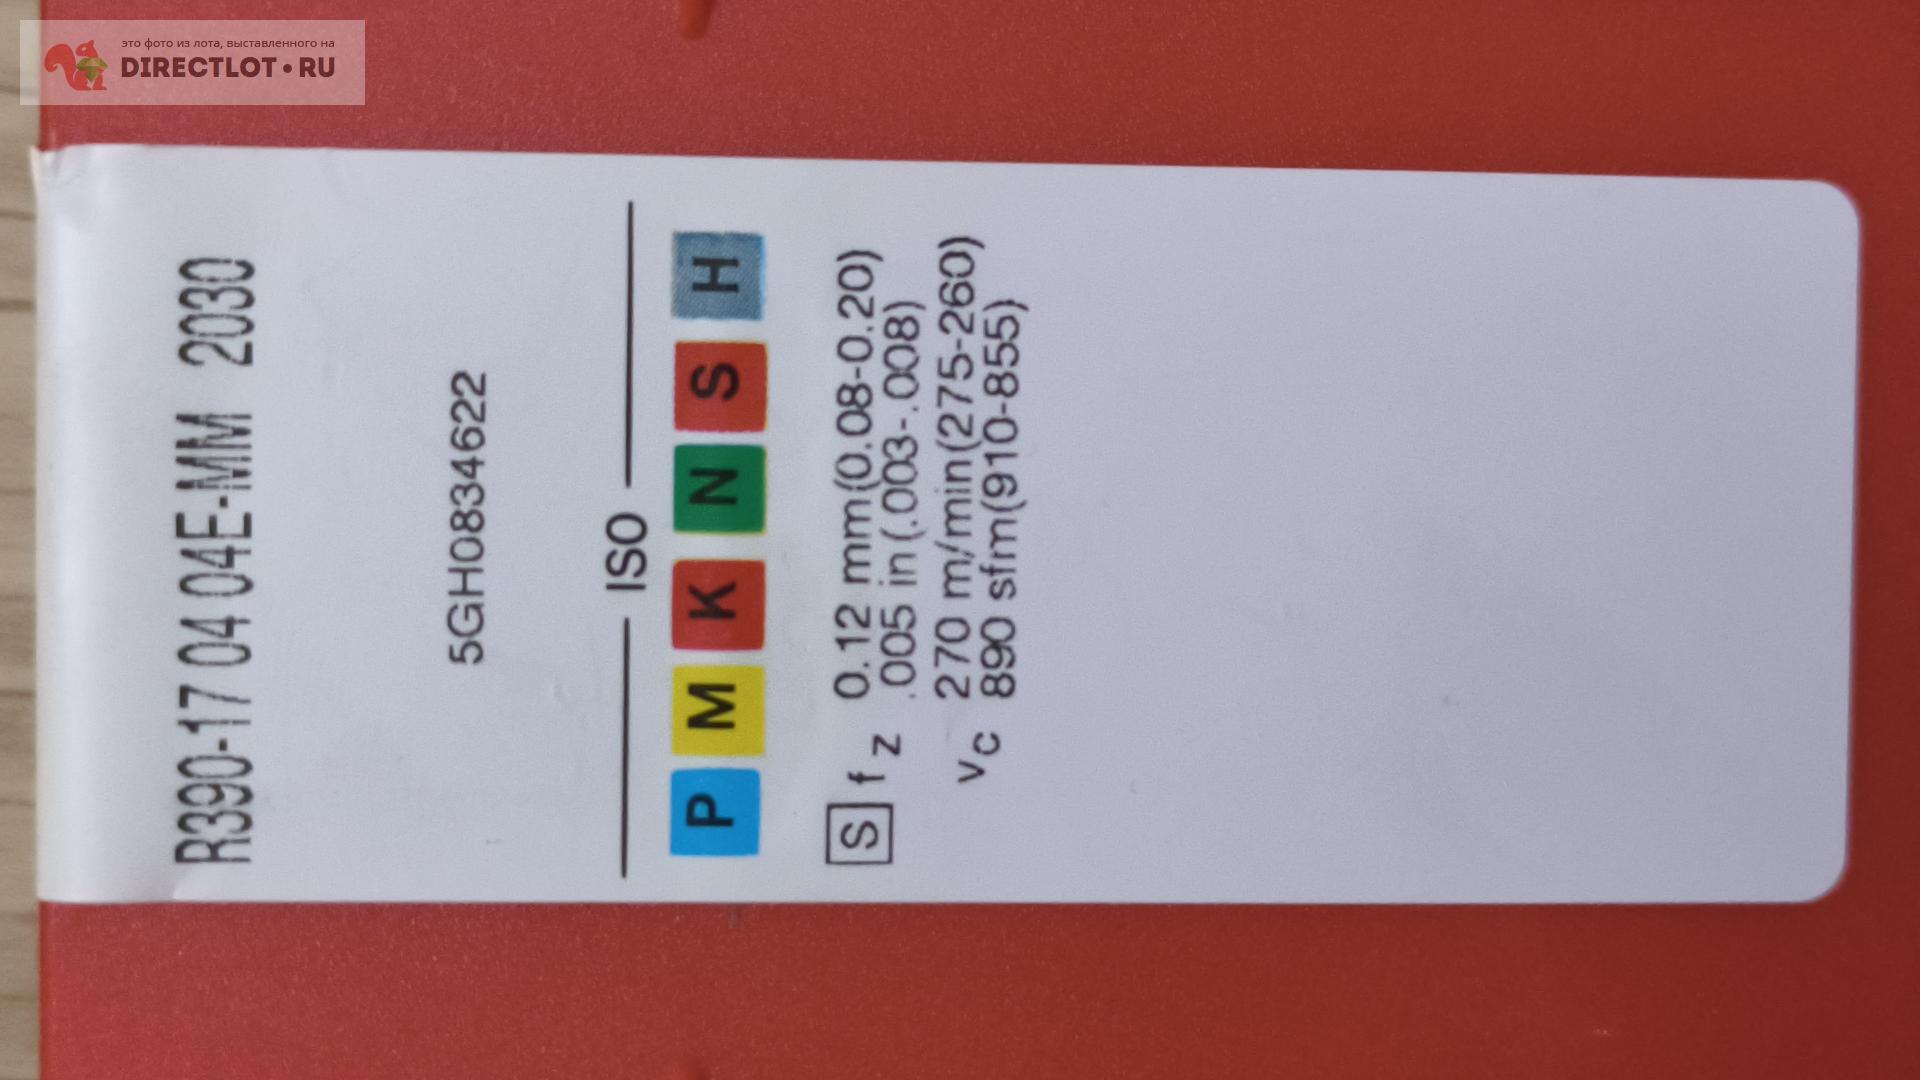 это фото из лота, выставленного на
DIRECTLOT•RU
R390-17 04 04E-MM 2030
5GH0834622
ISO
P M K N S H
S fz 0.12 mm(0.08-0.20)
.005 in(.003-.008)
vc 270 m/min(275-260)
890 sfm(910-855)